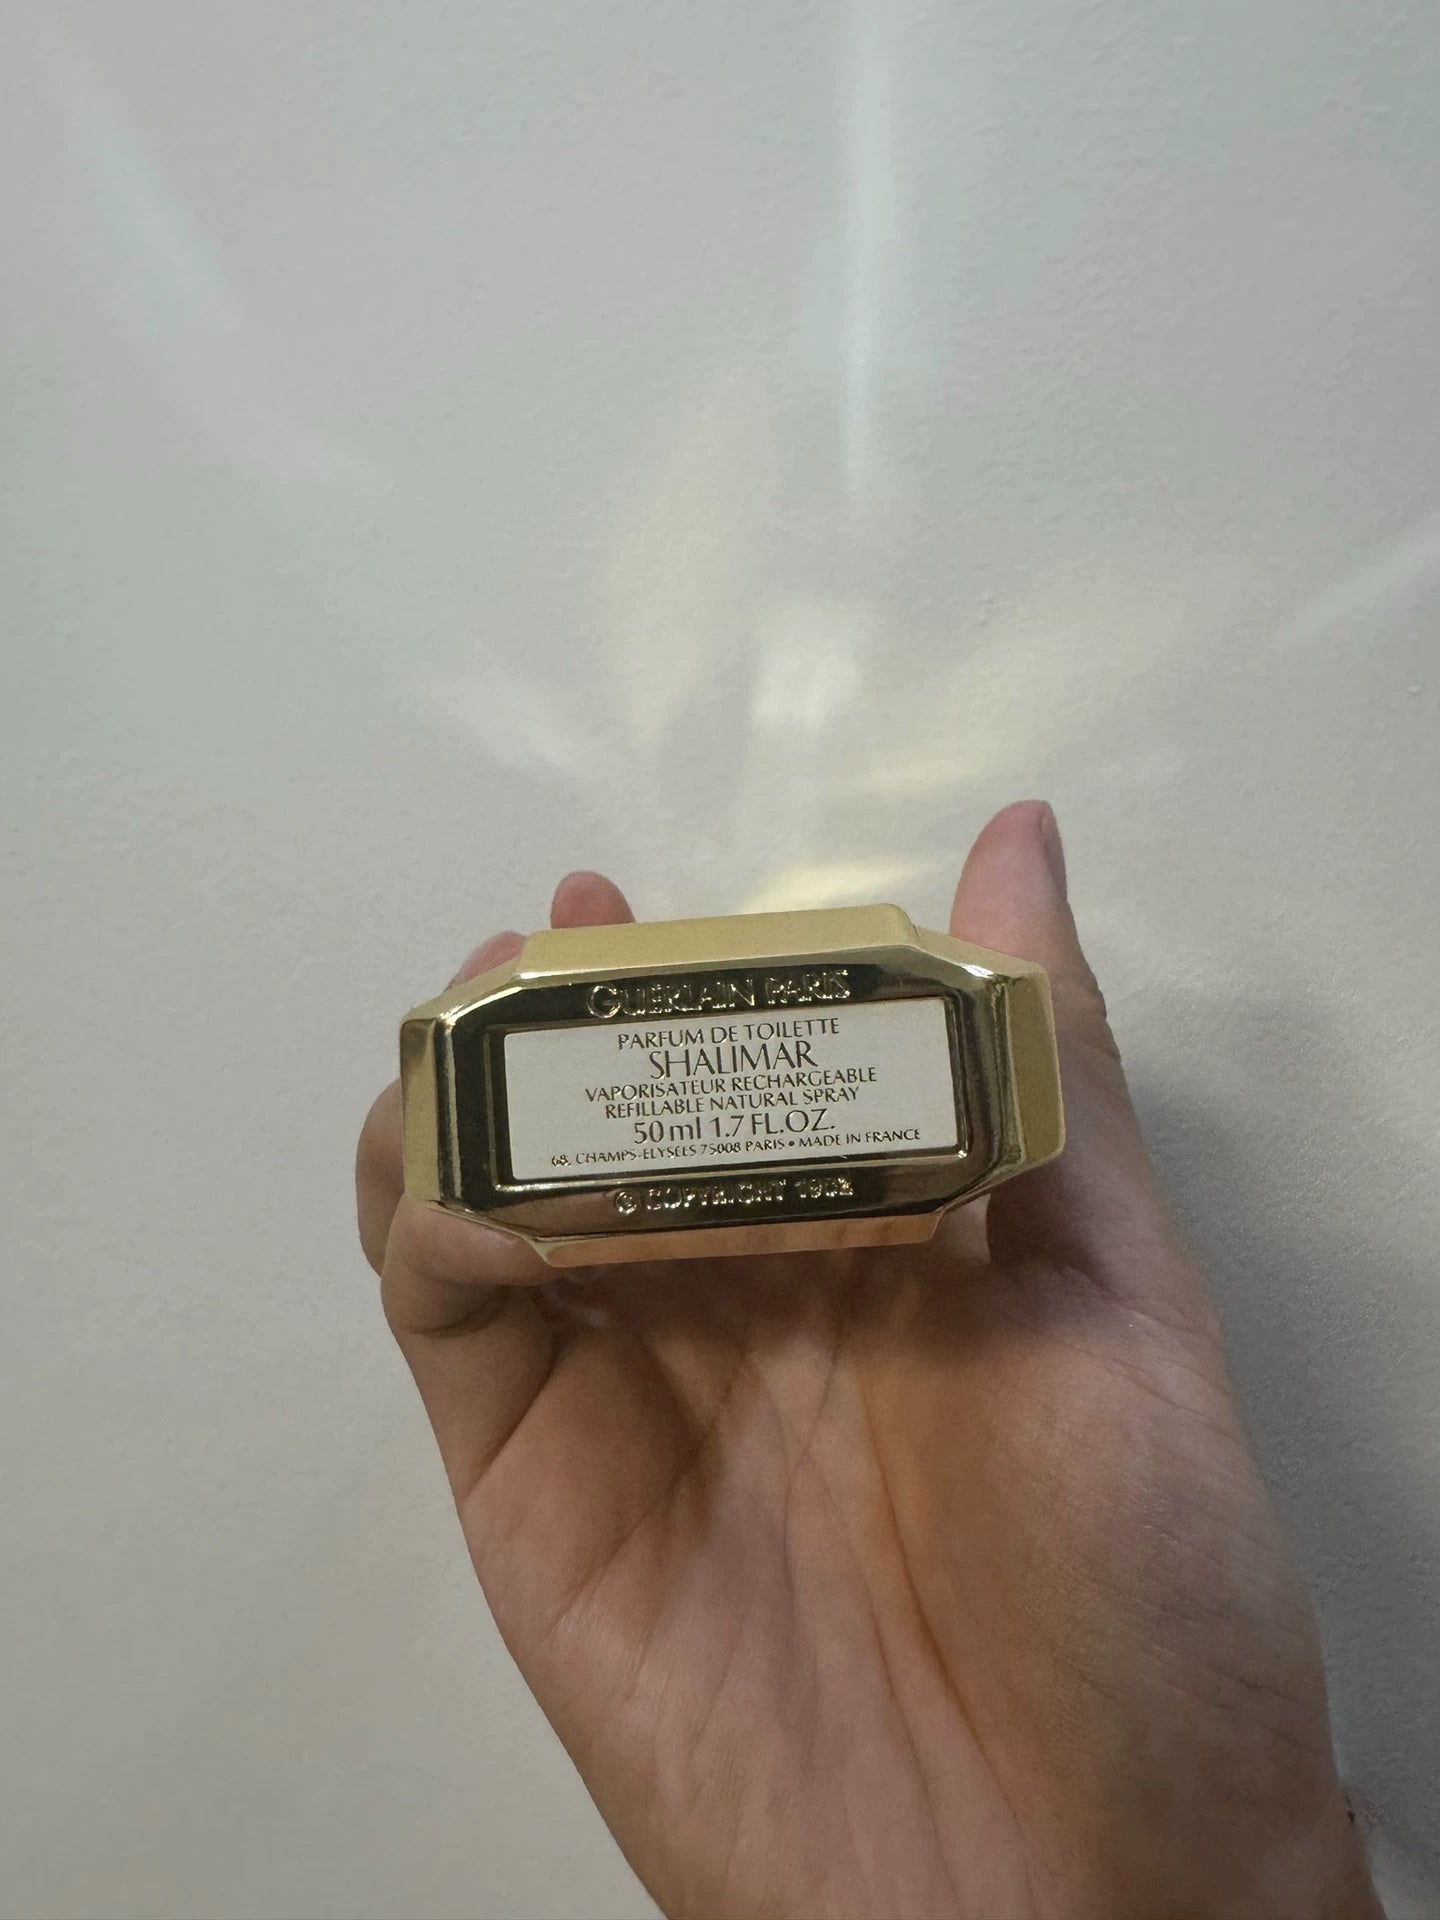 GUERLAIN PARIS
PARFUM DE TOILETTE
SHALIMAR
VAPORISATEUR RECHARGEABLE
REFILLABLE NATURAL SPRAY
50 ml 1.7 FL.OZ.
68, CHAMPS-ELYSEES 75008 PARIS • MADE IN FRANCE
© COPYRIGHT